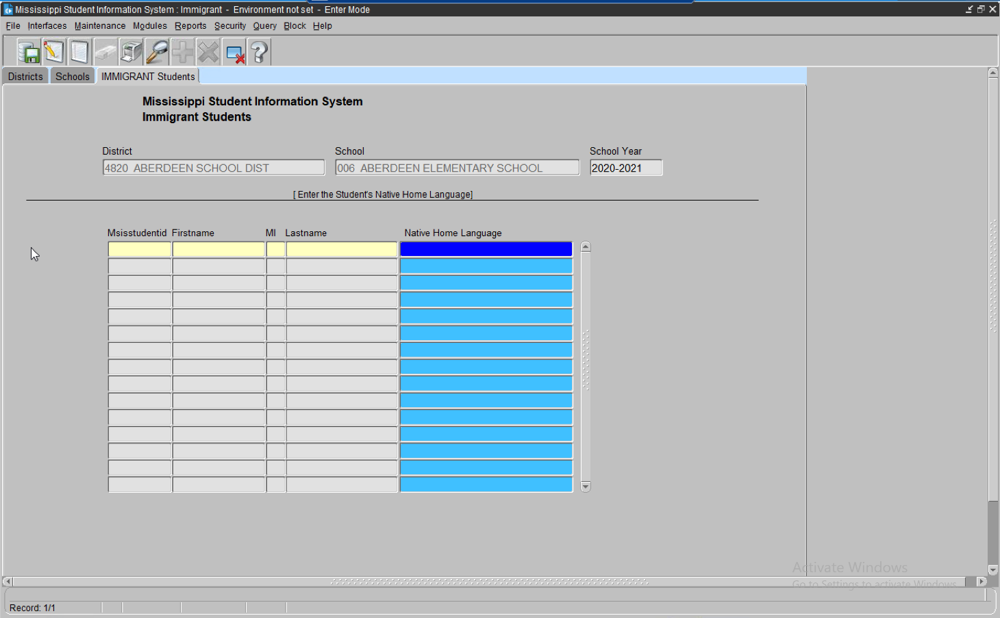 Mississippi Student Information System : Immigrant - Environment not set - Enter Mode
File Interfaces Maintenance Modules Reports Security Query Block Help
Districts Schools IMMIGRANT Students
Mississippi Student Information System
Immigrant Students
District School School Year
4820 ABERDEEN SCHOOL DIST 006 ABERDEEN ELEMENTARY SCHOOL 2020-2021
[ Enter the Student's Native Home Language]
Msisstudentid Firstname MI Lastname Native Home Language
Activate Windows
Go to Settings to activate Windows.
Record: 1/1